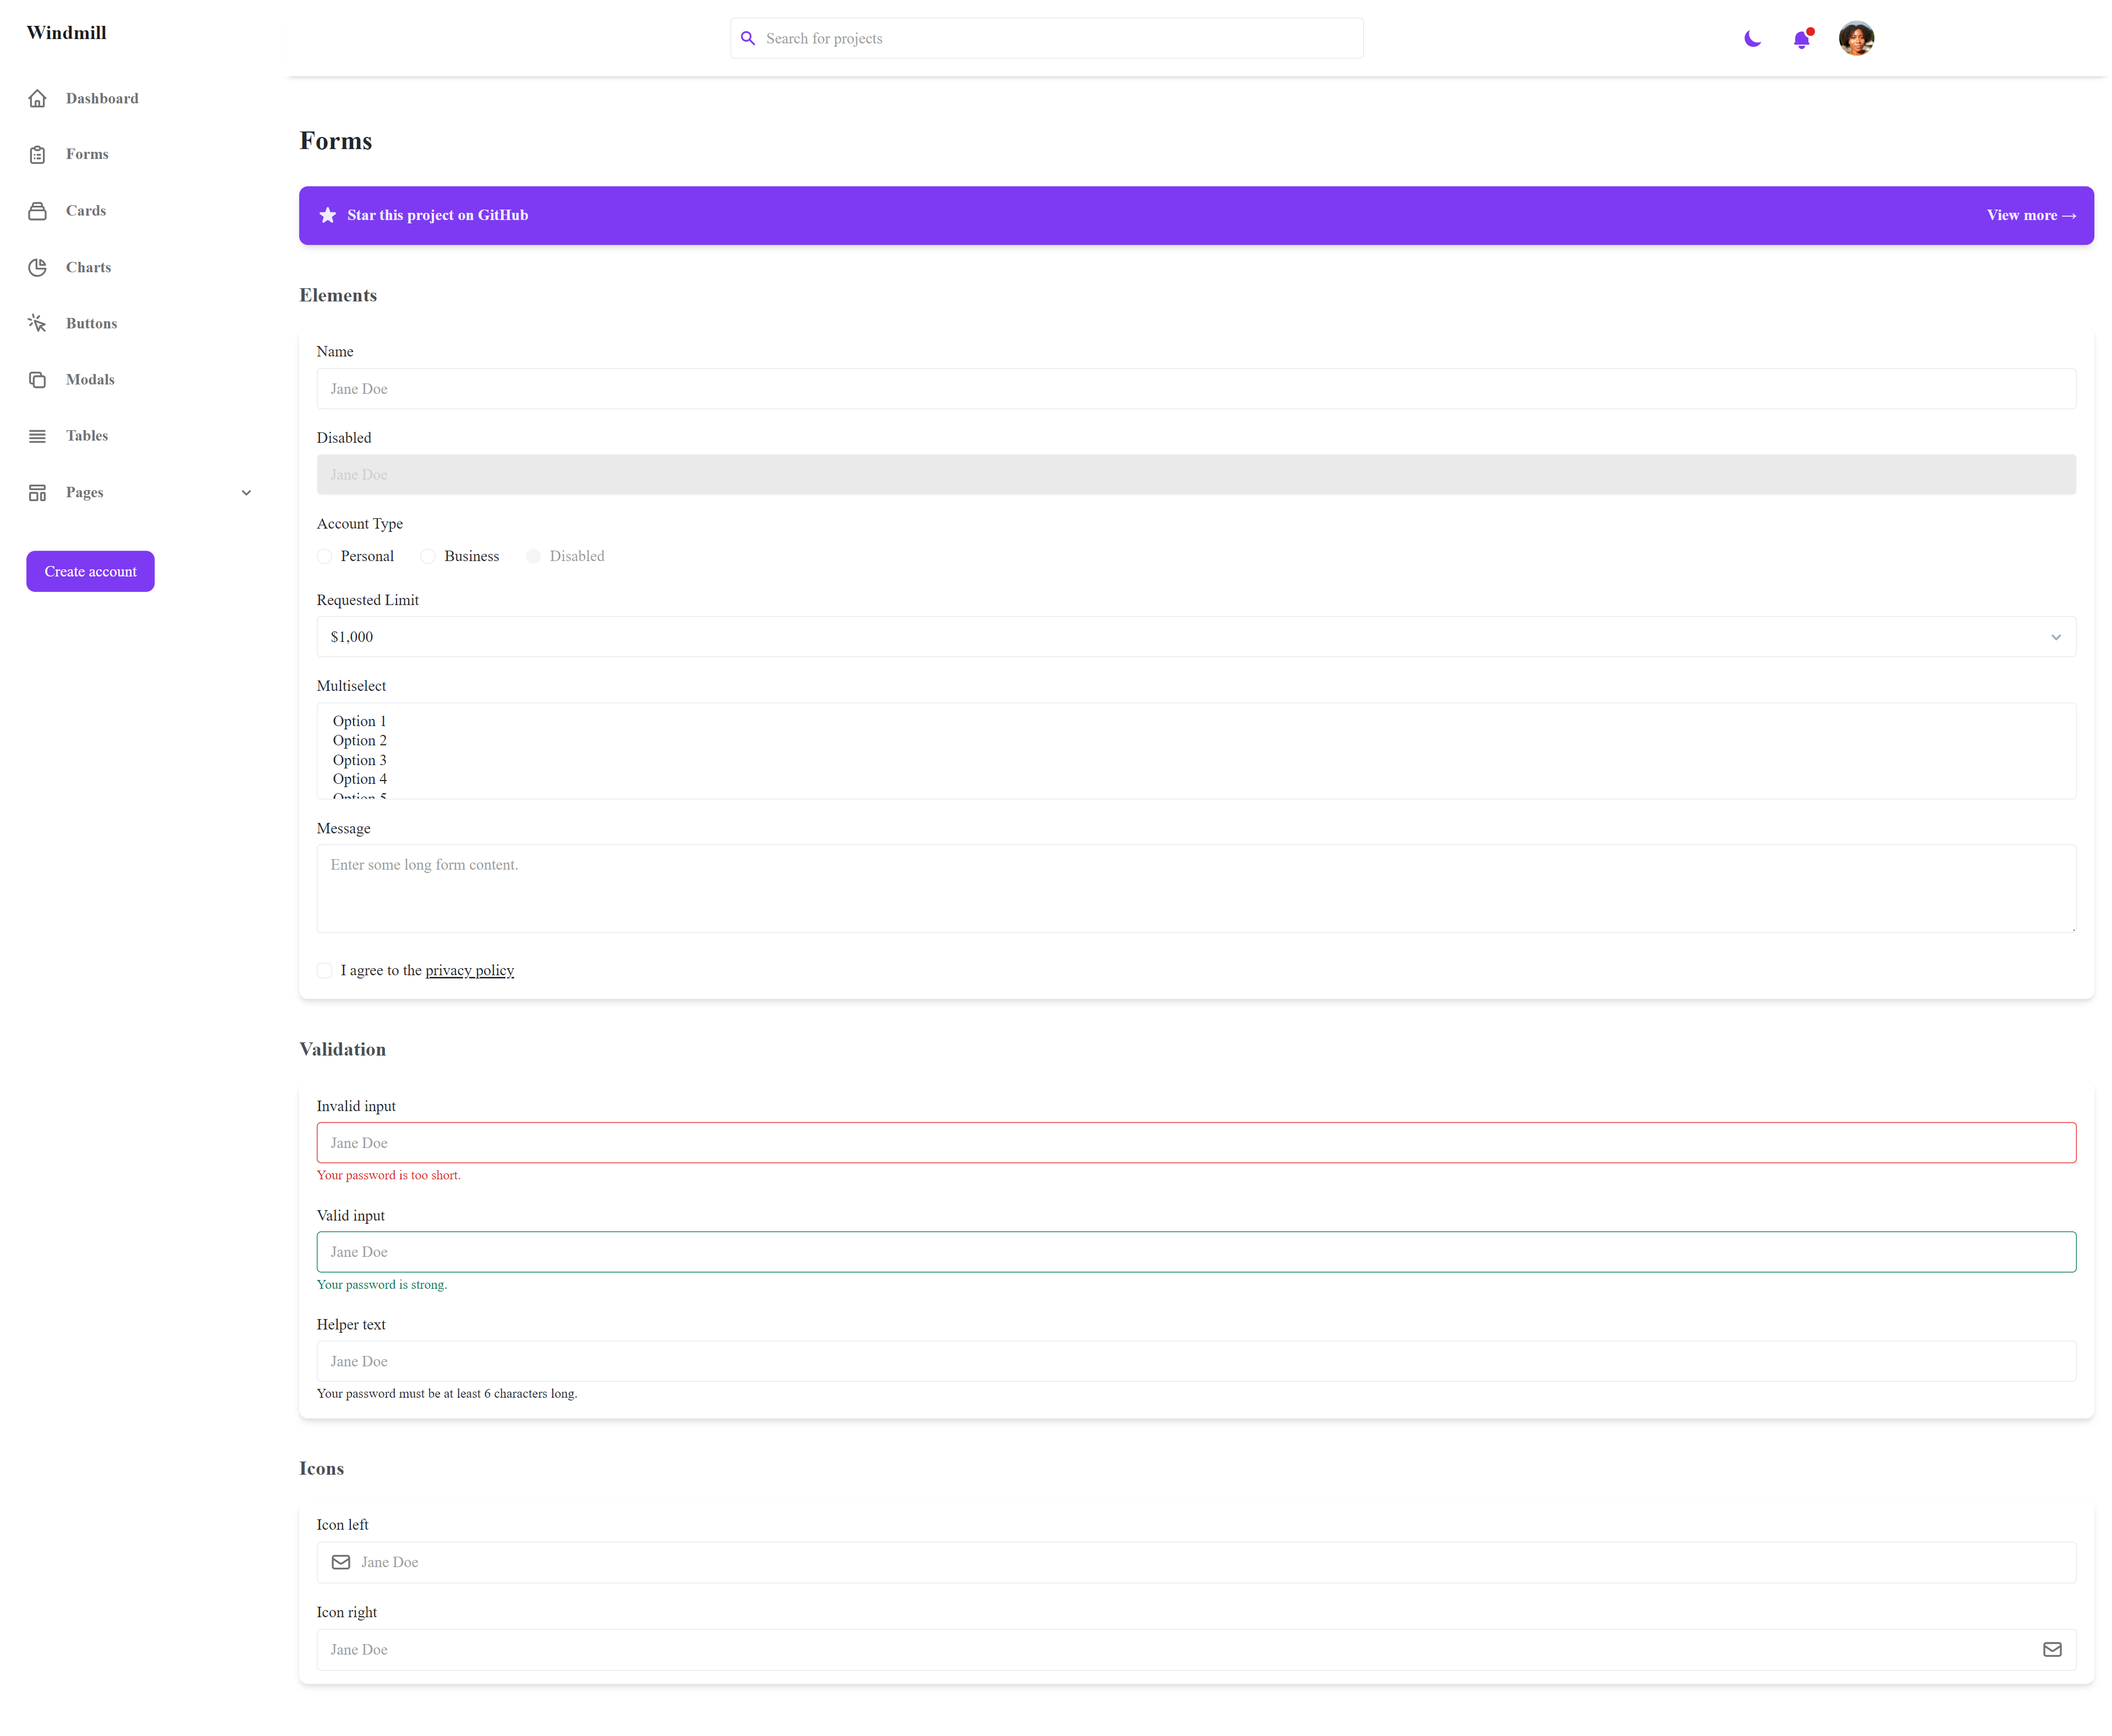 Windmill
Search for projects
Dashboard
Forms
Cards
Charts
Buttons
Modals
Tables
Pages
Create account
Forms
Star this project on GitHub
View more →
Elements
Name
Jane Doe
Disabled
Jane Doe
Account Type
Personal Business Disabled
Requested Limit
$1,000
Multiselect
Option 1
Option 2
Option 3
Option 4
Option 5
Message
Enter some long form content.
I agree to the privacy policy
Validation
Invalid input
Jane Doe
Your password is too short.
Valid input
Jane Doe
Your password is strong.
Helper text
Jane Doe
Your password must be at least 6 characters long.
Icons
Icon left
Jane Doe
Icon right
Jane Doe